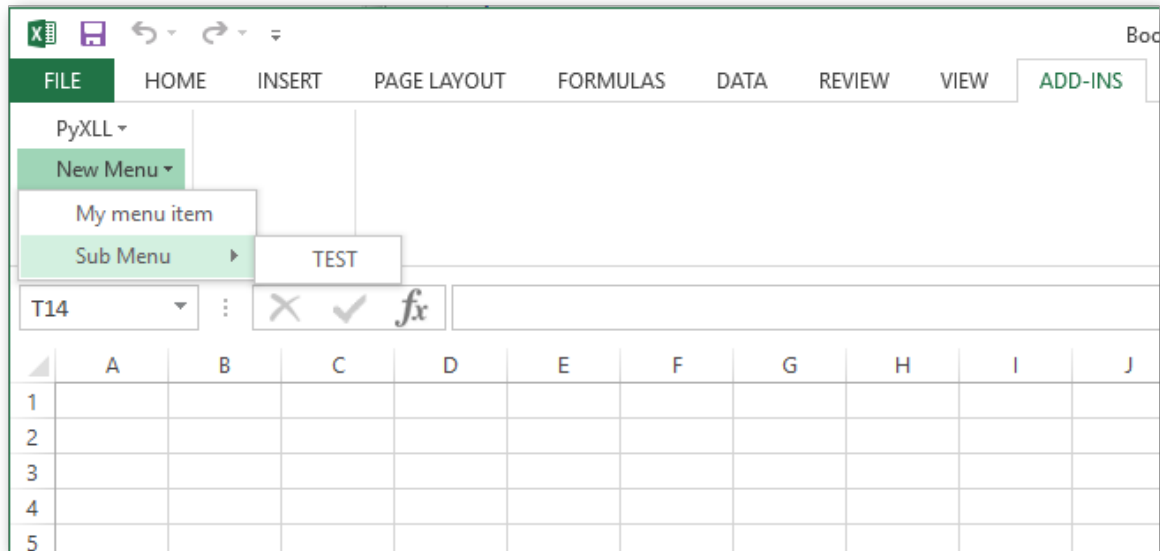 Boo
FILE HOME INSERT PAGE LAYOUT FORMULAS DATA REVIEW VIEW ADD-INS
PyXLL
New Menu
My menu item
Sub Menu TEST
T14 fx
A B C D E F G H I J
1
2
3
4
5